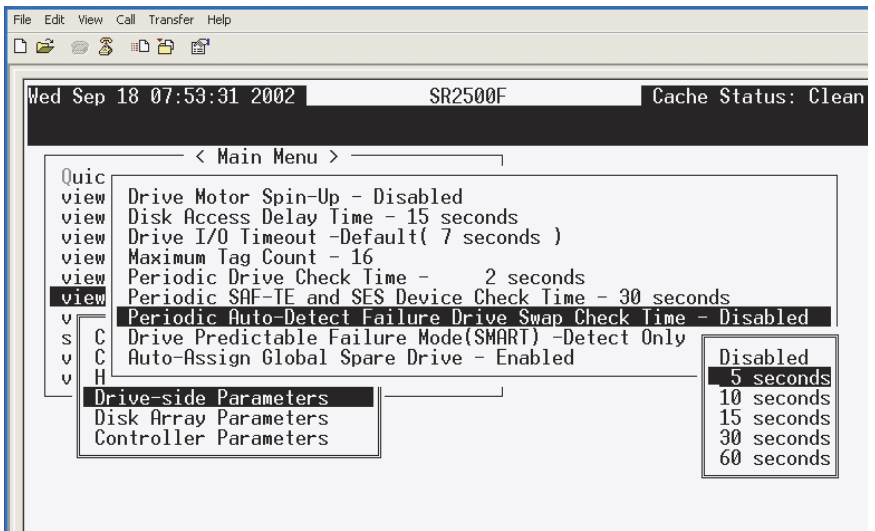 File Edit View Call Transfer Help
Wed Sep 18 07:53:31 2002 SR2500F Cache Status: Clean
< Main Menu >
Quic
view Drive Motor Spin-Up - Disabled
view Disk Access Delay Time - 15 seconds
view Drive I/O Timeout -Default( 7 seconds )
view Maximum Tag Count - 16
view Periodic Drive Check Time - 2 seconds
view Periodic SAF-TE and SES Device Check Time - 30 seconds
v Periodic Auto-Detect Failure Drive Swap Check Time - Disabled
s C Drive Predictable Failure Mode(SMART) -Detect Only
v C Auto-Assign Global Spare Drive - Enabled Disabled
v H 5 seconds
Drive-side Parameters 10 seconds
Disk Array Parameters 15 seconds
Controller Parameters 30 seconds
60 seconds